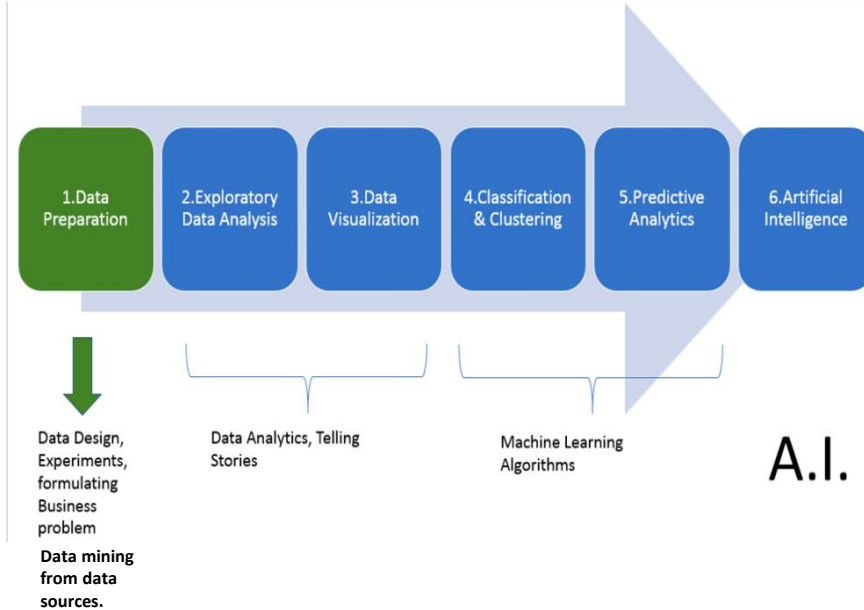 1.Data
Preparation
2.Exploratory
Data Analysis
3.Data
Visualization
4.Classification
& Clustering
5.Predictive
Analytics
6.Artificial
Intelligence
Data Design,
Experiments,
formulating
Business
problem
Data mining
from data
sources.
Data Analytics, Telling
Stories
Machine Learning
Algorithms
A.I.